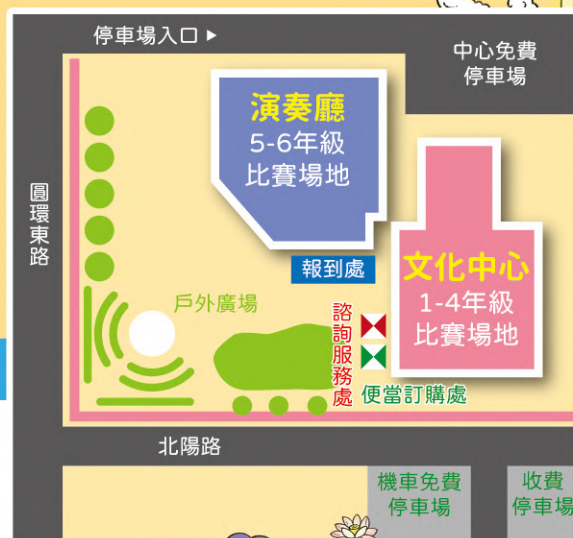 停車場入口▶
中心免費
停車場
演奏廳
5-6年級
比賽場地
圓環東路
報到處
文化中心
1-4年級
比賽場地
戶外廣場
諮詢服務處
便當訂購處
北陽路
機車免費
停車場
收費
停車場